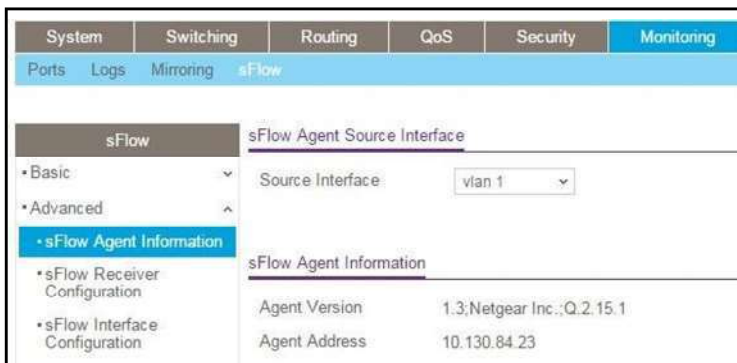 System Switching Routing QoS Security Monitoring
Ports Logs Mirroring sFlow
sFlow
Basic
Advanced
sFlow Agent Information
sFlow Receiver
Configuration
sFlow Interface
Configuration
sFlow Agent Source Interface
Source Interface vlan 1
sFlow Agent Information
Agent Version 1.3;Netgear Inc.;Q.2.15.1
Agent Address 10.130.84.23